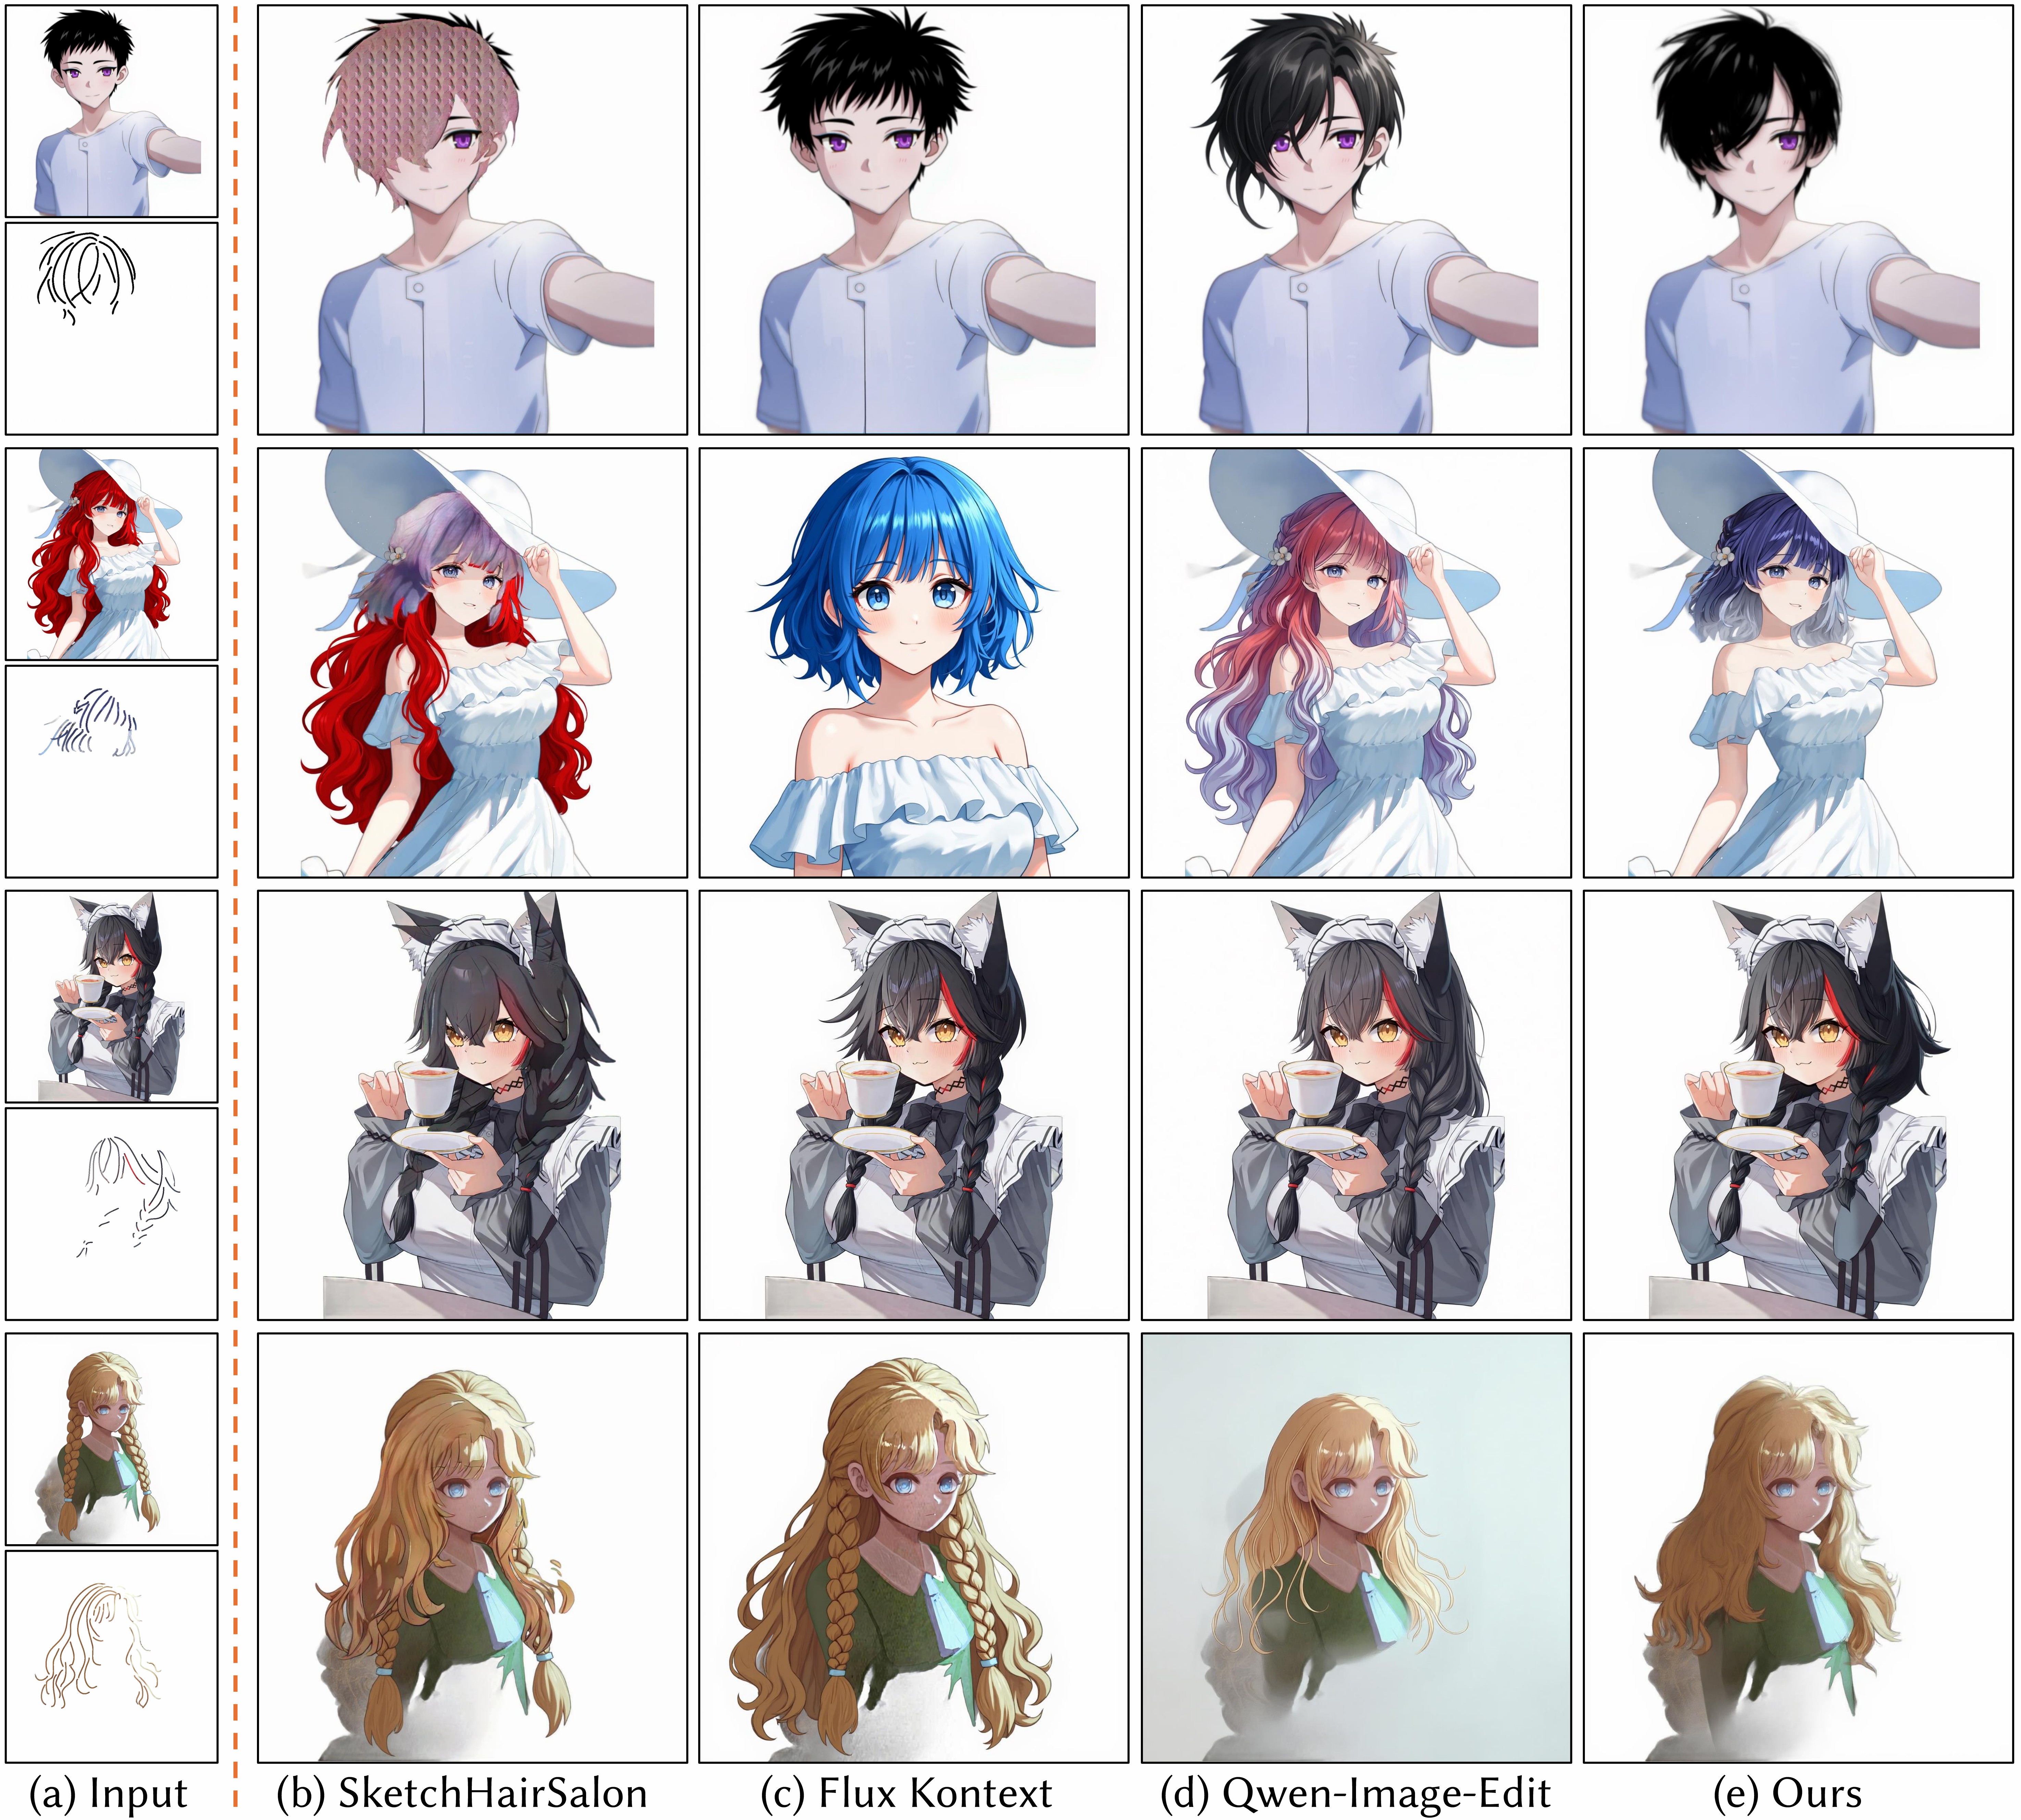 (a) Input
(b) SketchHairSalon
(c) Flux Kontext
(d) Qwen-Image-Edit
(e) Ours